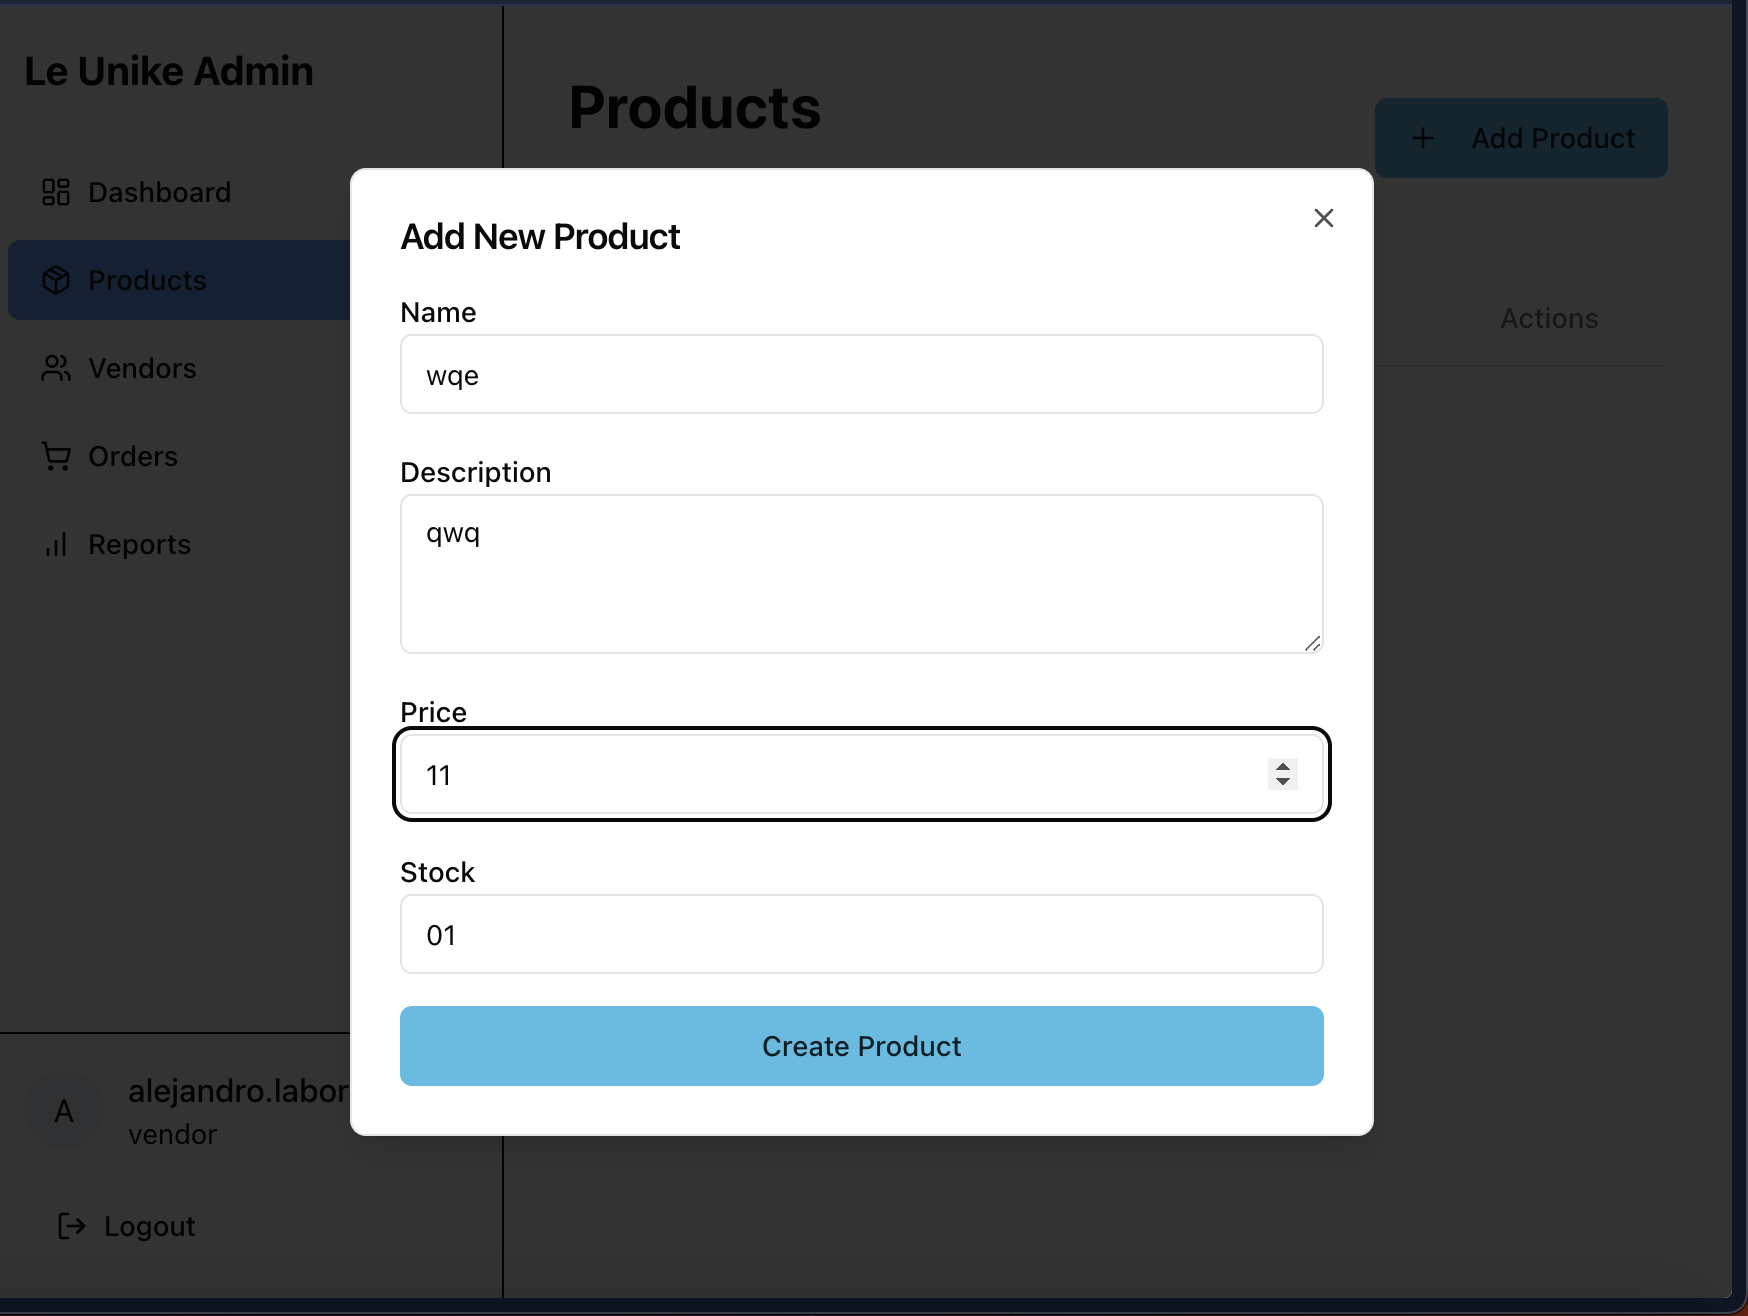 Le Unike Admin
Dashboard
Products
Vendors
Orders
Reports
A
alejandro.labor
vendor
Logout
Products
Add Product
Actions
Add New Product
Name
wqe
Description
qwq
Price
11
Stock
01
Create Product